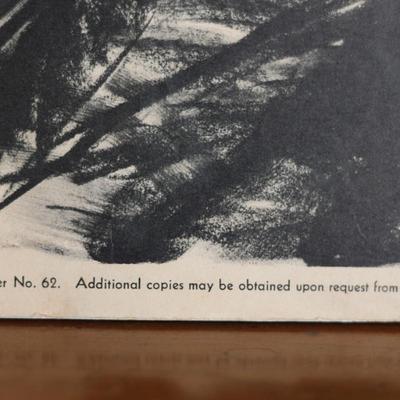 er No. 62. Additional copies may be obtained upon request from